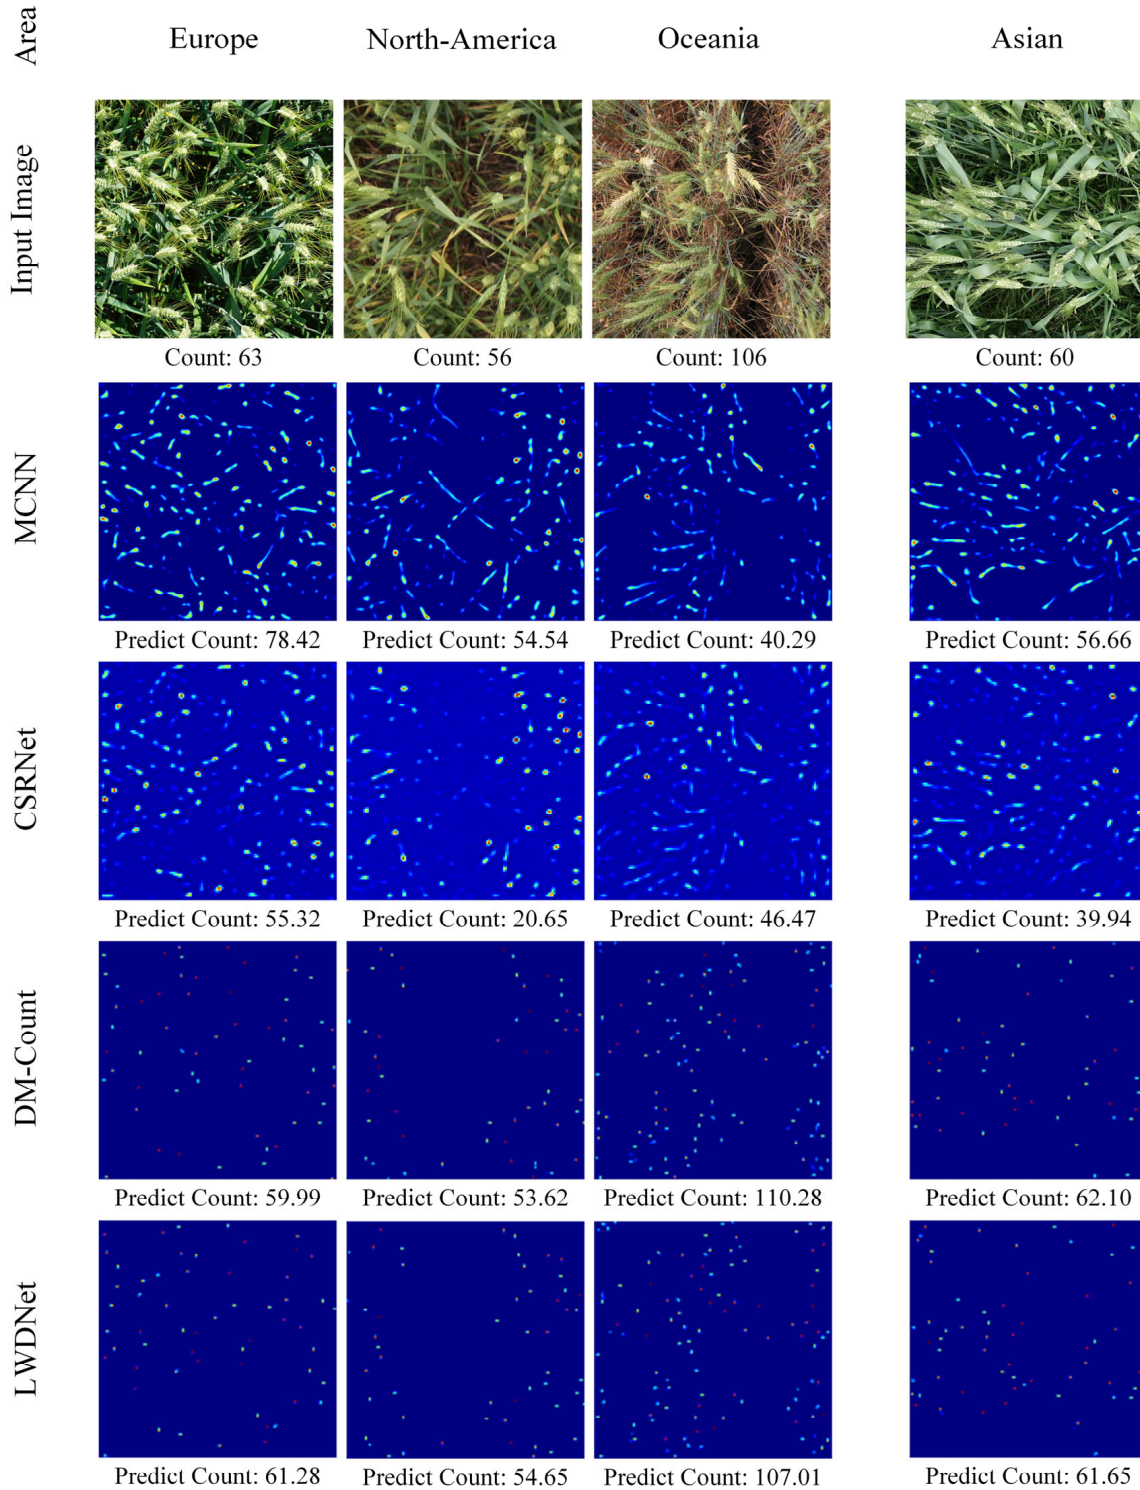 Area Europe North-America Oceania Asian
Input Image
Count: 63 Count: 56 Count: 106 Count: 60
MCNN
Predict Count: 78.42 Predict Count: 54.54 Predict Count: 40.29 Predict Count: 56.66
CSRNet
Predict Count: 55.32 Predict Count: 20.65 Predict Count: 46.47 Predict Count: 39.94
DM-Count
Predict Count: 59.99 Predict Count: 53.62 Predict Count: 110.28 Predict Count: 62.10
LWDNet
Predict Count: 61.28 Predict Count: 54.65 Predict Count: 107.01 Predict Count: 61.65